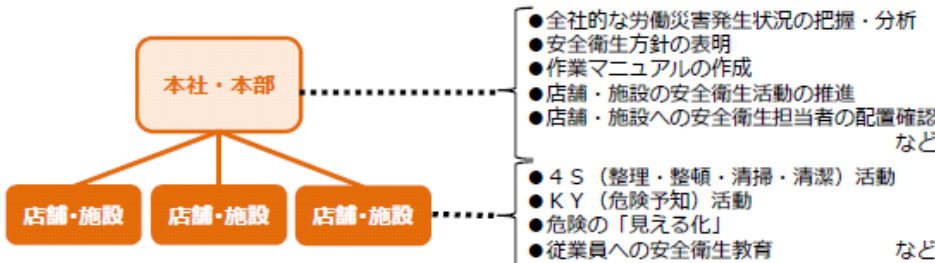 本社・本部
●全社的な労働災害発生状況の把握・分析
●安全衛生方針の表明
●作業マニュアルの作成
●店舗・施設の安全衛生活動の推進
●店舗・施設への安全衛生担当者の配置確認
など
店舗・施設
店舗・施設
店舗・施設
●４Ｓ（整理・整頓・清掃・清潔）活動
●ＫＹ（危険予知）活動
●危険の「見える化」
●従業員への安全衛生教育 など